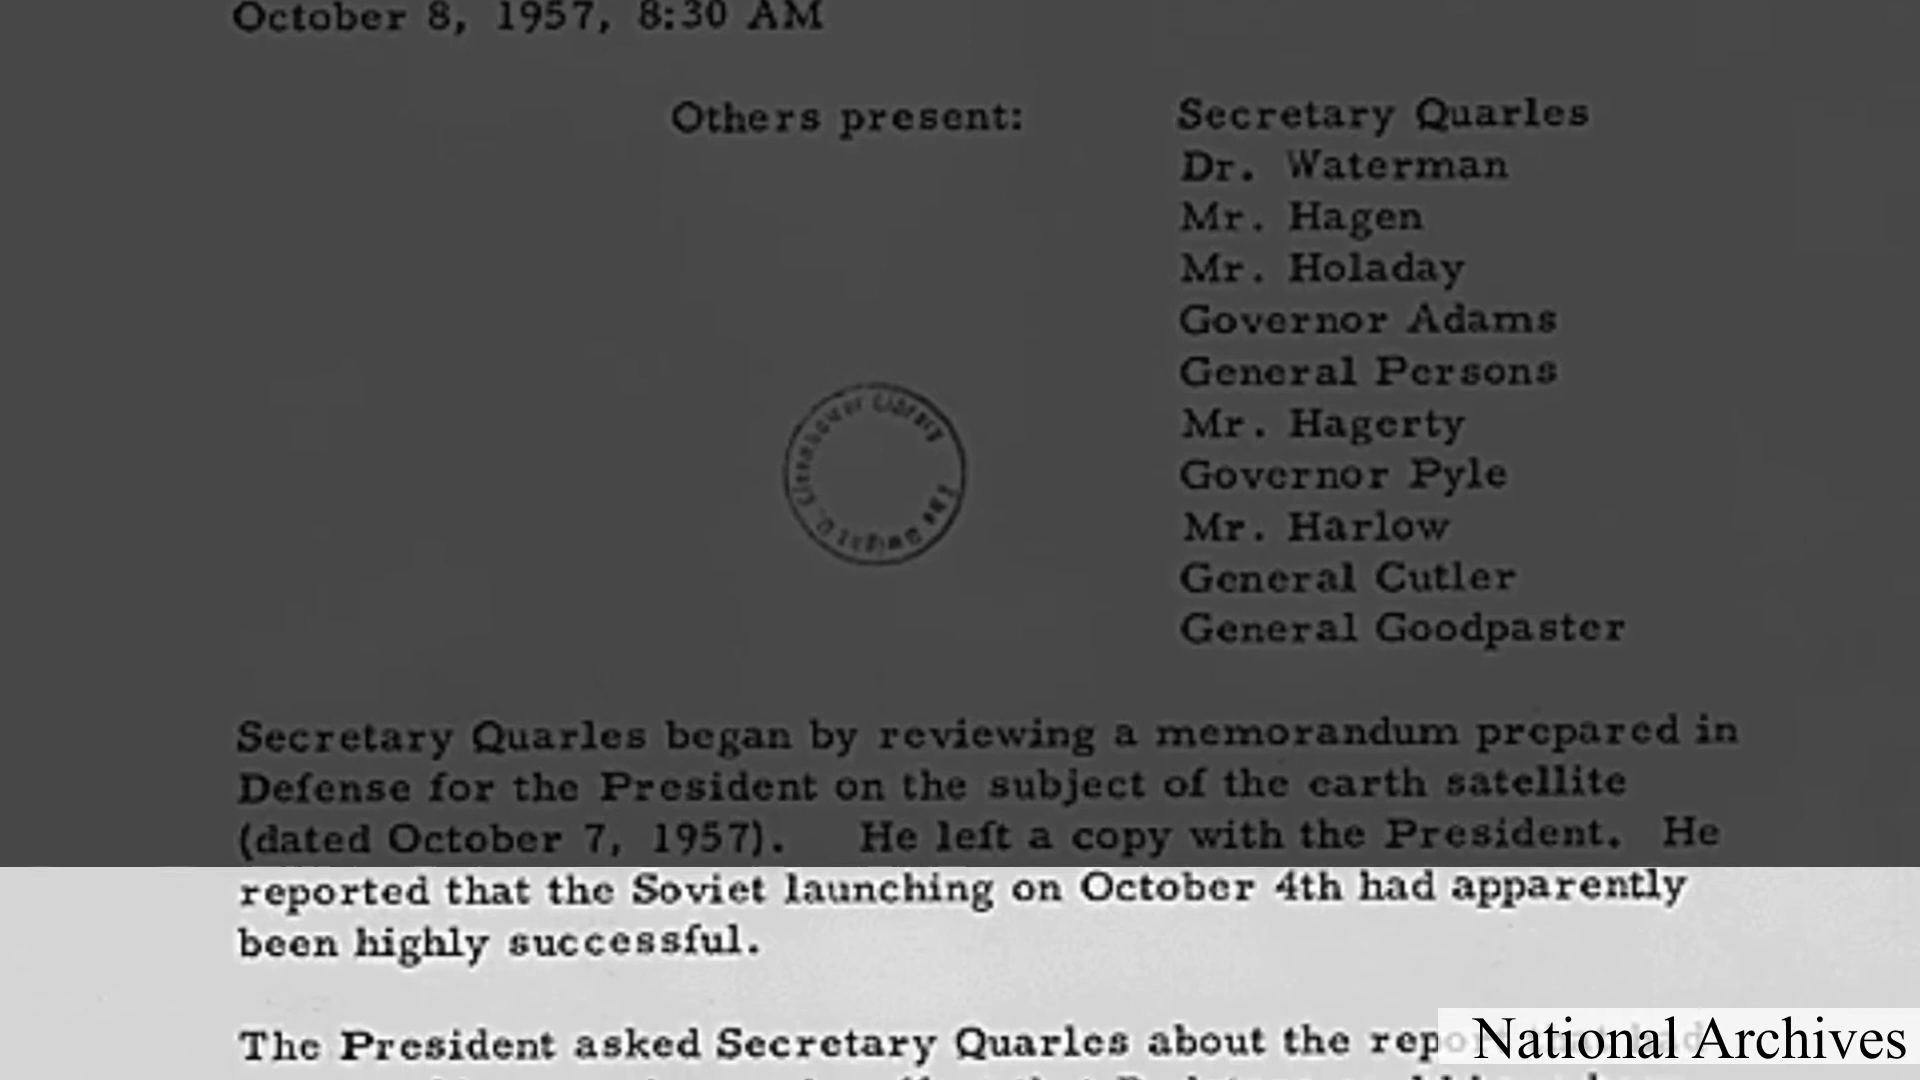 October 8, 1957, 8:30 AM
Others present:
Secretary Quarles
Dr. Waterman
Mr. Hagen
Mr. Holaday
Governor Adams
General Persons
Mr. Hagerty
Governor Pyle
Mr. Harlow
General Cutler
General Goodpaster
The Dwight D. Eisenhower Library
Secretary Quarles began by reviewing a memorandum prepared in
Defense for the President on the subject of the earth satellite
(dated October 7, 1957). He left a copy with the President. He
reported that the Soviet launching on October 4th had apparently
been highly successful.
The President asked Secretary Quarles about the
National Archives